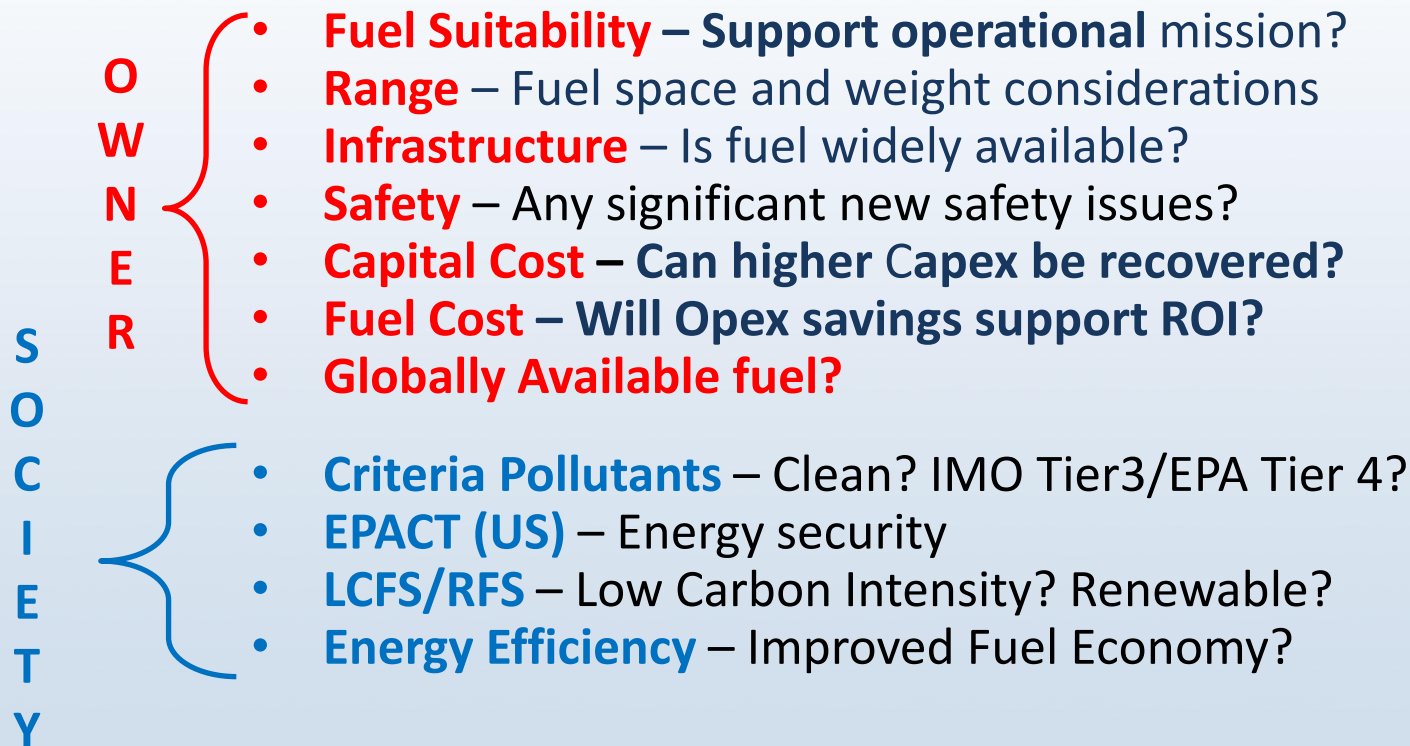 OWNER
• Fuel Suitability – Support operational mission?
• Range – Fuel space and weight considerations
• Infrastructure – Is fuel widely available?
• Safety – Any significant new safety issues?
• Capital Cost – Can higher Capex be recovered?
• Fuel Cost – Will Opex savings support ROI?
• Globally Available fuel?
SOCIETY
• Criteria Pollutants – Clean? IMO Tier3/EPA Tier 4?
• EPACT (US) – Energy security
• LCFS/RFS – Low Carbon Intensity? Renewable?
• Energy Efficiency – Improved Fuel Economy?